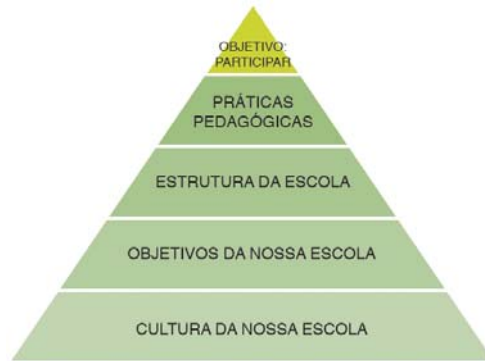 OBJETIVO:
PARTICIPAR
PRÁTICAS
PEDAGÓGICAS
ESTRUTURA DA ESCOLA
OBJETIVOS DA NOSSA ESCOLA
CULTURA DA NOSSA ESCOLA